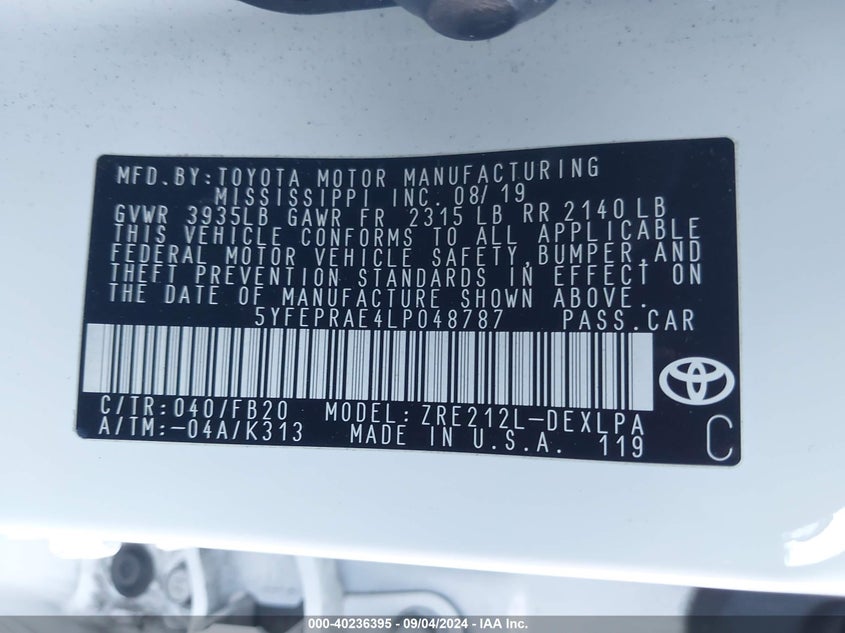 MFD.BY:TOYOTA MOTOR MANUFACTURING
MISSISSIPPI INC. 08/19
GVWR 3935LB GAWR FR 2315 LB RR 2140 LB
THIS VEHICLE CONFORMS TO ALL APPLICABLE
FEDERAL MOTOR VEHICLE SAFETY,BUMPER,AND
THEFT PREVENTION STANDARDS IN EFFECT ON
THE DATE OF MANUFACTURE SHOWN ABOVE.
5YFEPRAE4LP048787 PASS.CAR
C/TR:040/FB20 MODEL:ZRE212L-DEXLPA
A/TM:-04A/K313 MADE IN U.S.A. 119 C
000-40236395 - 09/04/2024 - IAA Inc.